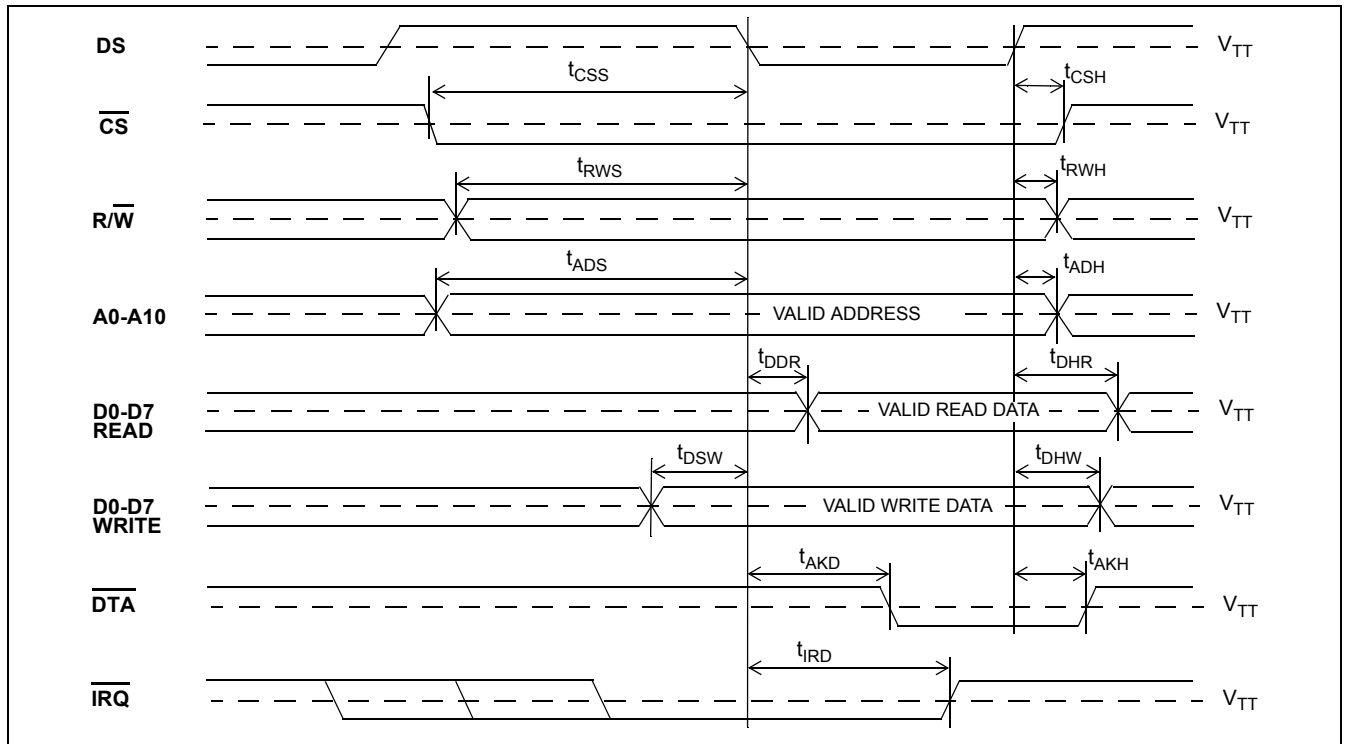 DS
V_TT
t_CSS
t_CSH
CS
V_TT
t_RWS
t_RWH
R/W
V_TT
t_ADS
t_ADH
A0-A10
VALID ADDRESS
V_TT
t_DDR
t_DHR
D0-D7
READ
VALID READ DATA
V_TT
t_DSW
t_DHW
D0-D7
WRITE
VALID WRITE DATA
V_TT
t_AKD
t_AKH
DTA
V_TT
t_IRD
IRQ
V_TT